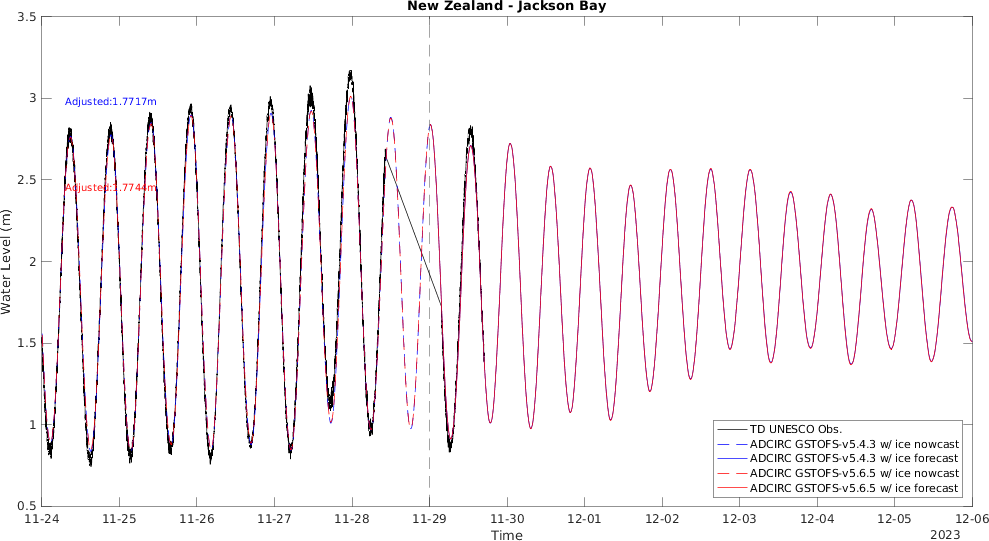 New Zealand - Jackson Bay
3.5
3
2.5
2
1.5
1
0.5
Water Level (m)
Adjusted:1.7717m
Adjusted:1.7744m
TD UNESCO Obs.
ADCIRC GSTOFS-v5.4.3 w/ ice nowcast
ADCIRC GSTOFS-v5.4.3 w/ ice forecast
ADCIRC GSTOFS-v5.6.5 w/ ice nowcast
ADCIRC GSTOFS-v5.6.5 w/ ice forecast
11-24 11-25 11-26 11-27 11-28 11-29 11-30 12-01 12-02 12-03 12-04 12-05 12-06
Time
2023